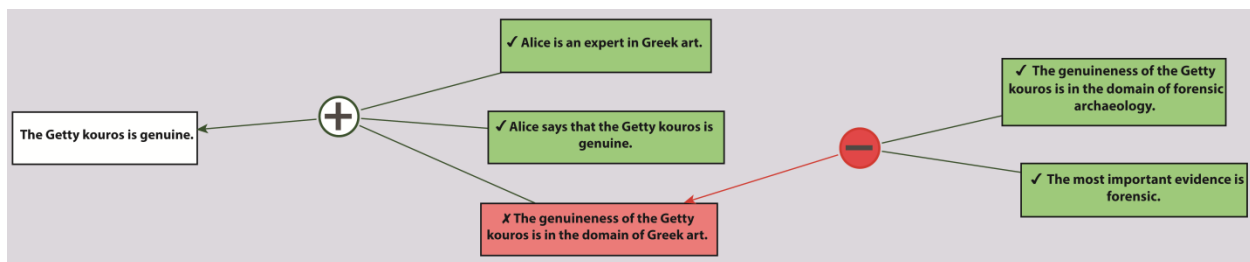 The Getty kouros is genuine.
+
✓ Alice is an expert in Greek art.
✓ Alice says that the Getty kouros is
genuine.
✗ The genuineness of the Getty
kouros is in the domain of Greek art.
−
✓ The genuineness of the Getty
kouros is in the domain of forensic
archaeology.
✓ The most important evidence is
forensic.